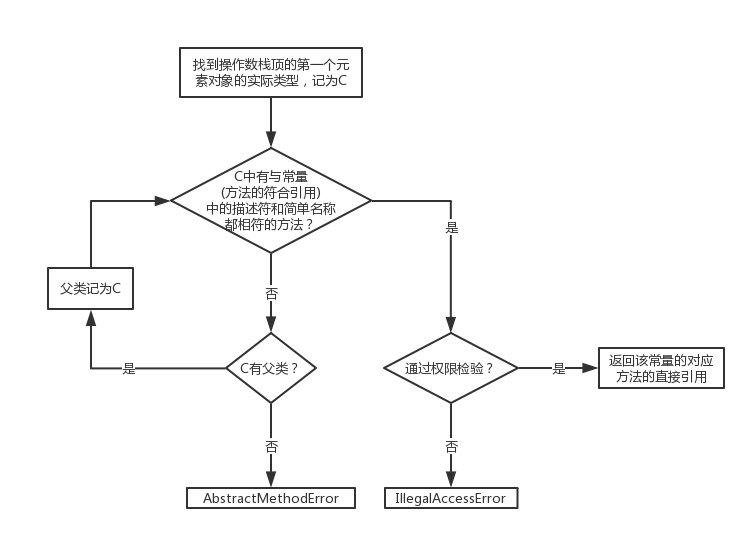 找到操作数栈顶的第一个元
素对象的实际类型，记为C
C中有与常量
(方法的符合引用)
中的描述符和简单名称
都相符的方法？
是
父类记为C
否
C有父类？
是
通过权限检验？
是
返回该常量的对应
方法的直接引用
否
否
AbstractMethodError
IllegalAccessError